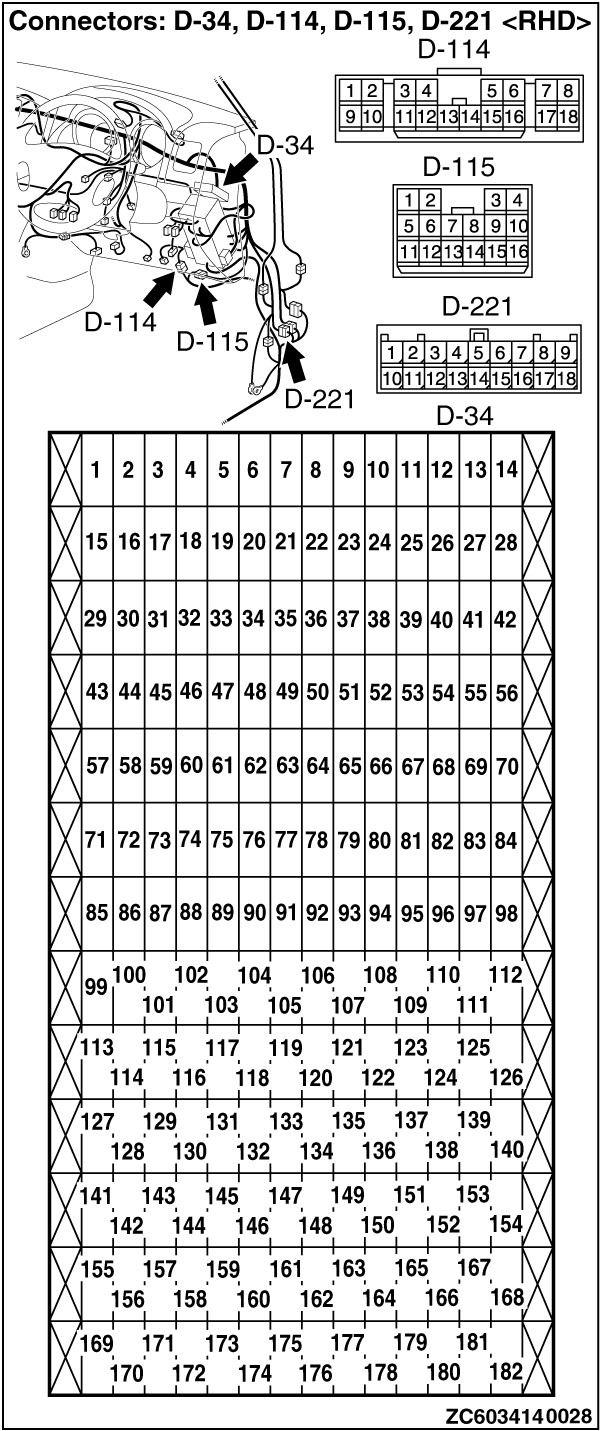 Connectors: D-34, D-114, D-115, D-221 <RHD>
D-114
1 2 3 4 5 6 7 8
9 10 11 12 13 14 15 16 17 18
D-34
D-115
1 2 3 4
5 6 7 8 9 10
11 12 13 14 15 16
D-114
D-115
D-221
D-221
1 2 3 4 5 6 7 8 9
10 11 12 13 14 15 16 17 18
D-34
1 2 3 4 5 6 7 8 9 10 11 12 13 14
15 16 17 18 19 20 21 22 23 24 25 26 27 28
29 30 31 32 33 34 35 36 37 38 39 40 41 42
43 44 45 46 47 48 49 50 51 52 53 54 55 56
57 58 59 60 61 62 63 64 65 66 67 68 69 70
71 72 73 74 75 76 77 78 79 80 81 82 83 84
85 86 87 88 89 90 91 92 93 94 95 96 97 98
99 100 102 104 106 108 110 112
101 103 105 107 109 111
113 115 117 119 121 123 125
114 116 118 120 122 124 126
127 129 131 133 135 137 139
128 130 132 134 136 138 140
141 143 145 147 149 151 153
142 144 146 148 150 152 154
155 157 159 161 163 165 167
156 158 160 162 164 166 168
169 171 173 175 177 179 181
170 172 174 176 178 180 182
ZC6034140028